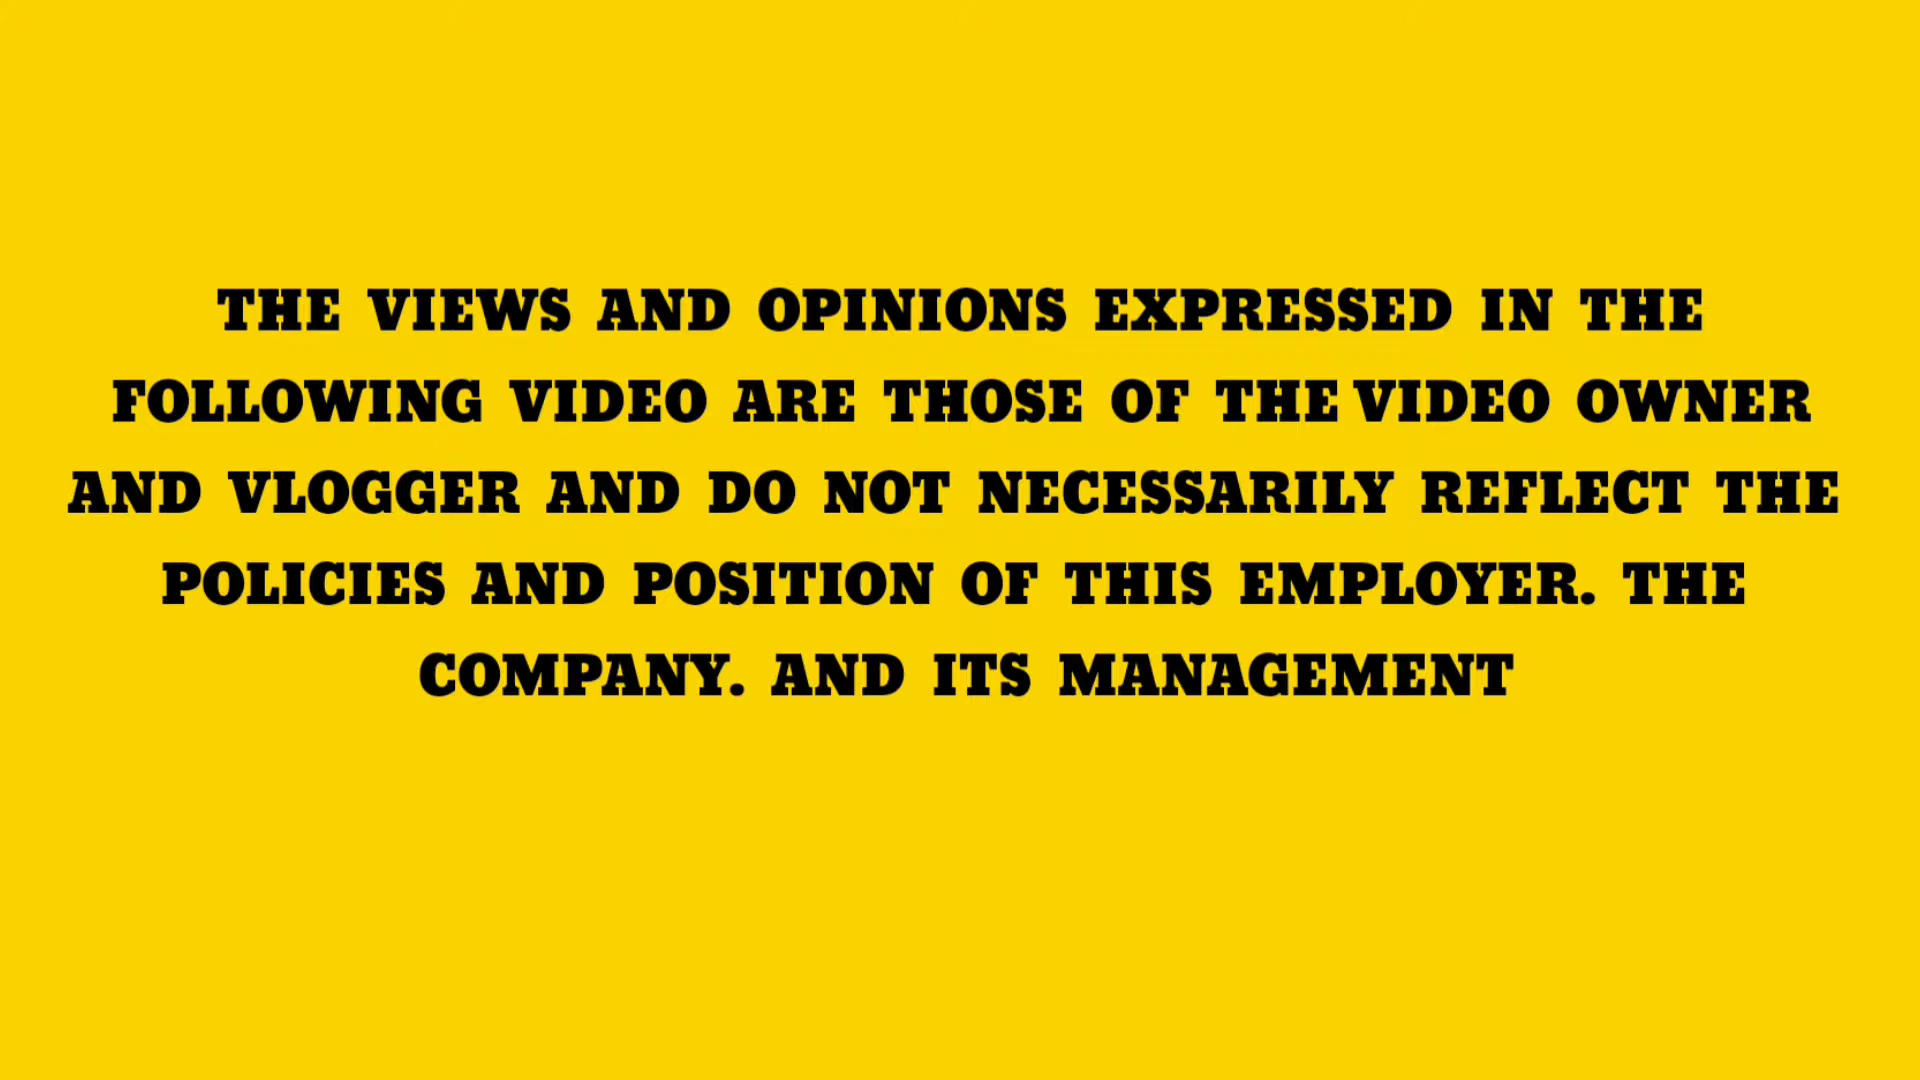 THE VIEWS AND OPINIONS EXPRESSED IN THE
FOLLOWING VIDEO ARE THOSE OF THE VIDEO OWNER
AND VLOGGER AND DO NOT NECESSARILY REFLECT THE
POLICIES AND POSITION OF THIS EMPLOYER. THE
COMPANY. AND ITS MANAGEMENT